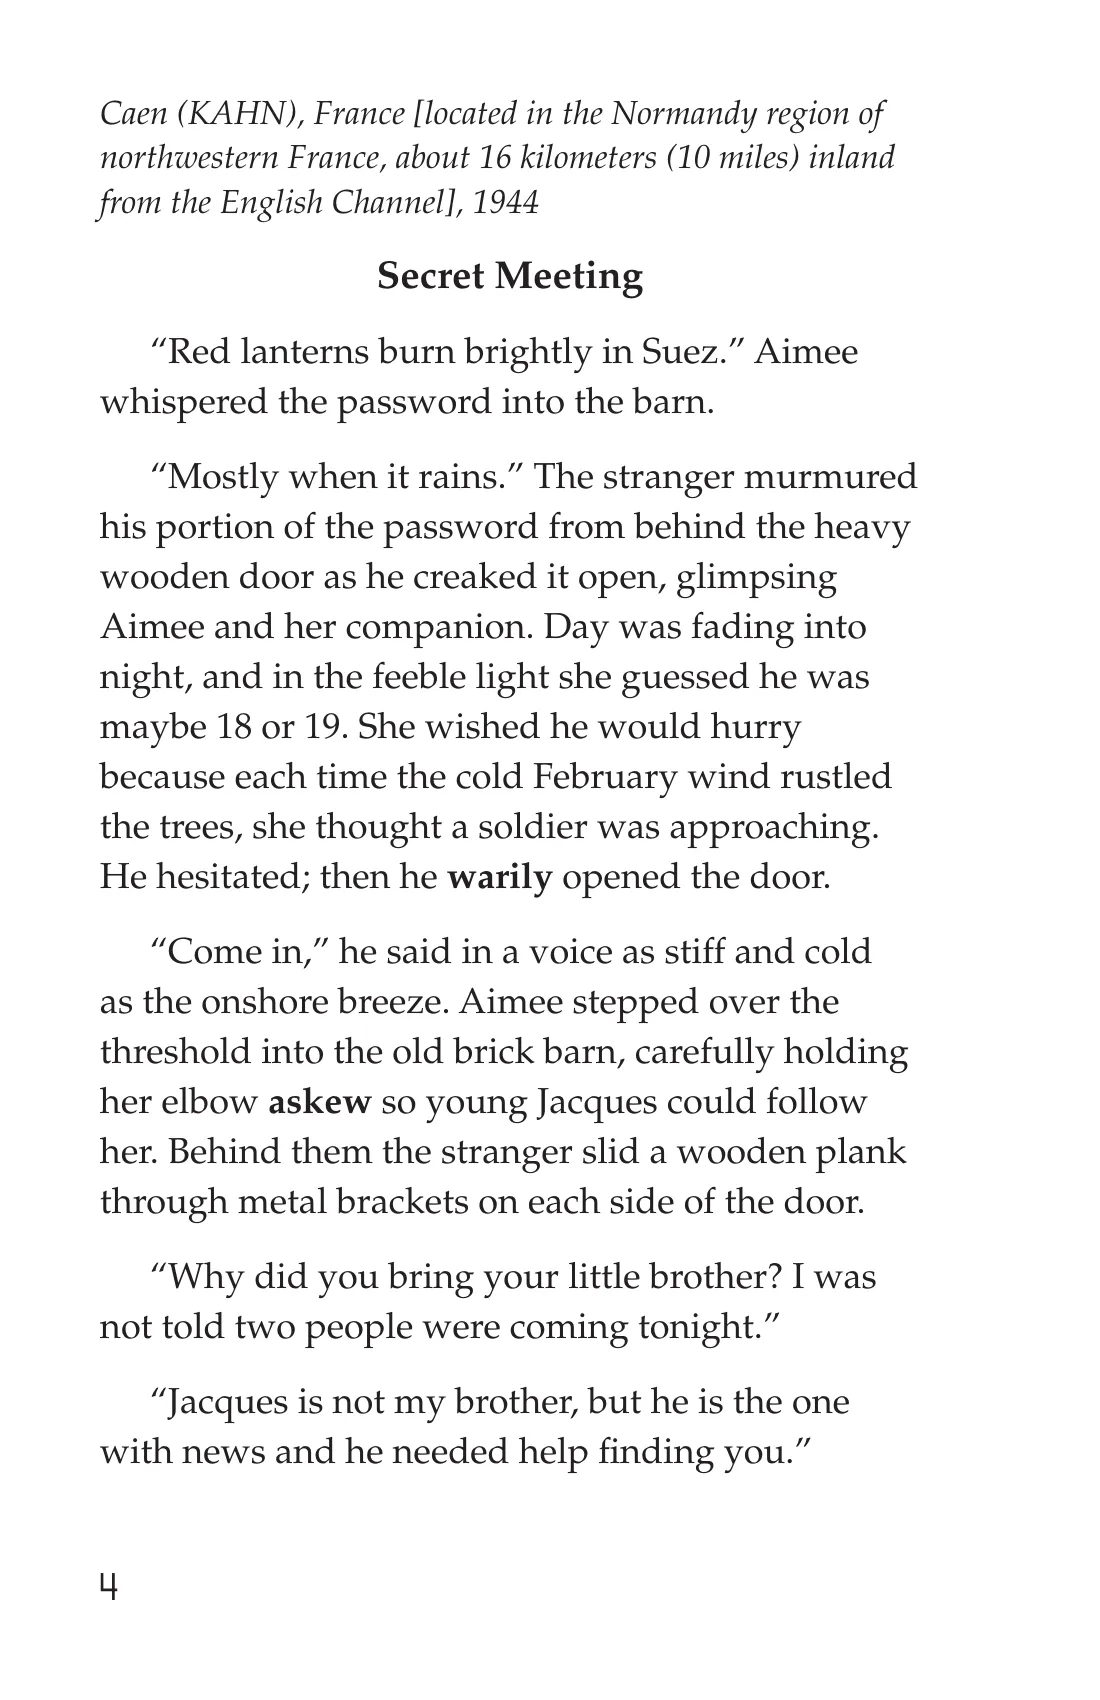 Caen (KAHN), France [located in the Normandy region of
northwestern France, about 16 kilometers (10 miles) inland
from the English Channel], 1944
Secret Meeting
“Red lanterns burn brightly in Suez.” Aimee
whispered the password into the barn.
“Mostly when it rains.” The stranger murmured
his portion of the password from behind the heavy
wooden door as he creaked it open, glimpsing
Aimee and her companion. Day was fading into
night, and in the feeble light she guessed he was
maybe 18 or 19. She wished he would hurry
because each time the cold February wind rustled
the trees, she thought a soldier was approaching.
He hesitated; then he warily opened the door.
“Come in,” he said in a voice as stiff and cold
as the onshore breeze. Aimee stepped over the
threshold into the old brick barn, carefully holding
her elbow askew so young Jacques could follow
her. Behind them the stranger slid a wooden plank
through metal brackets on each side of the door.
“Why did you bring your little brother? I was
not told two people were coming tonight.”
“Jacques is not my brother, but he is the one
with news and he needed help finding you.”
4